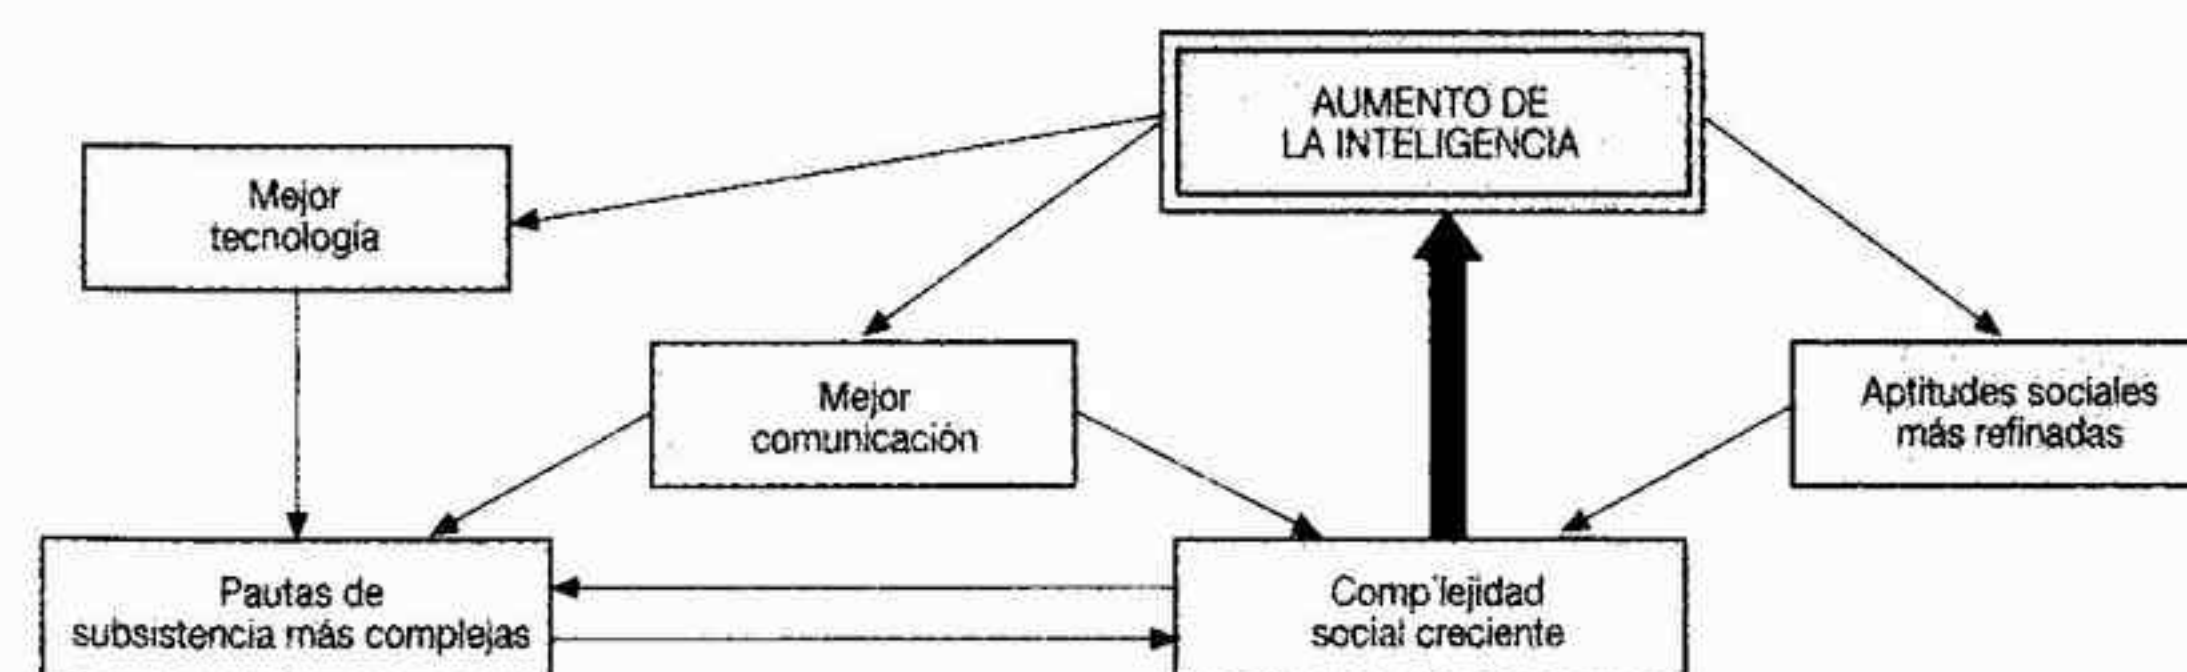 AUMENTO DE
LA INTELIGENCIA
Mejor
tecnología
Mejor
comunicación
Aptitudes sociales
más refinadas
Pautas de
subsistencia más complejas
Complejidad
social creciente